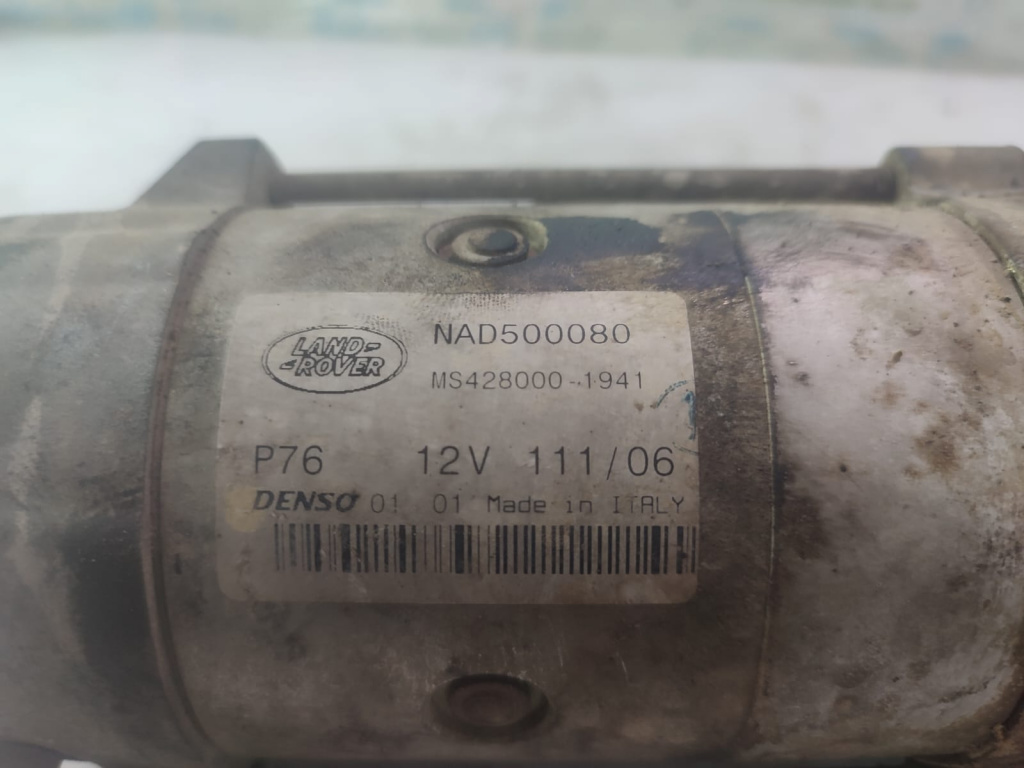 LAND-
-ROVER
NAD500080
MS428000-1941
P76 12V 111/06
DENSO 01 01 Made in ITALY